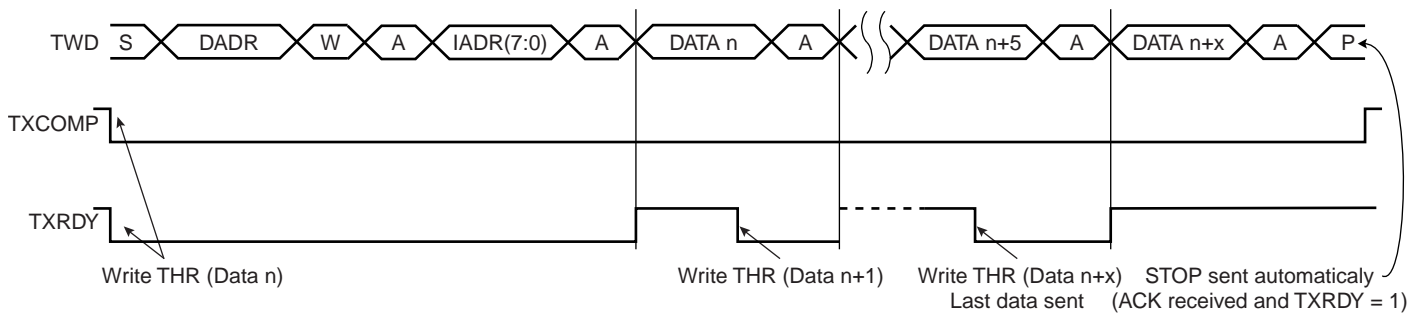 TWD S DADR W A IADR(7:0) A DATA n A DATA n+5 A DATA n+x A P
TXCOMP
TXRDY
Write THR (Data n) Write THR (Data n+1) Write THR (Data n+x) STOP sent automaticaly
Last data sent (ACK received and TXRDY = 1)